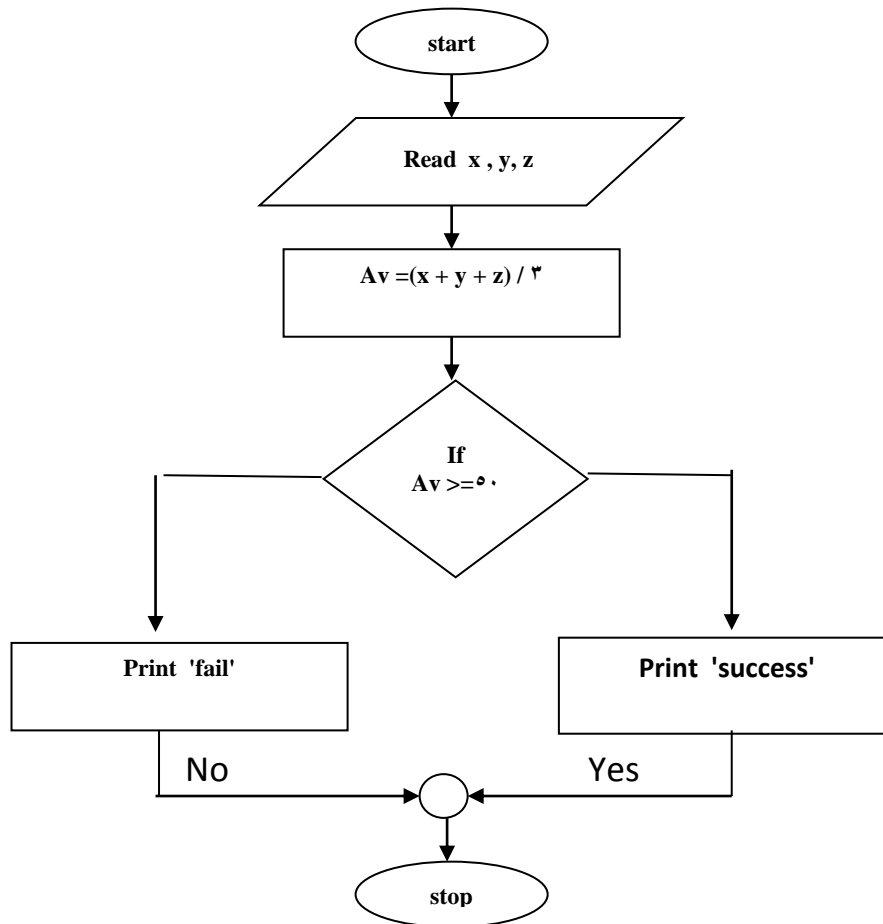 start
Read x , y, z
Av =(x + y + z) / ٣
If
Av >=٥٠
Print 'fail'
Print 'success'
No
Yes
stop